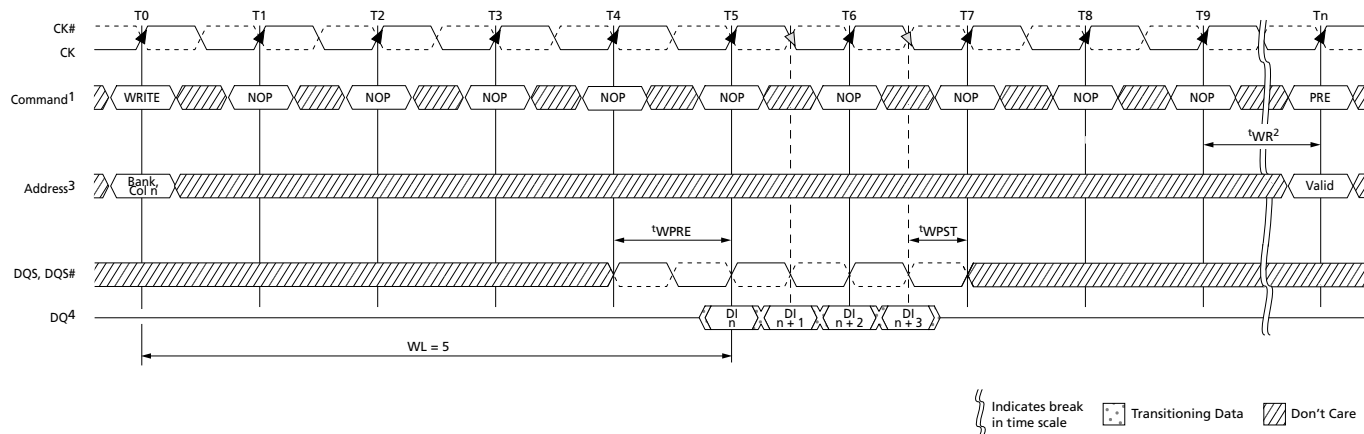 T0 T1 T2 T3 T4 T5 T6 T7 T8 T9 Tn
CK#
CK
Command1 WRITE NOP NOP NOP NOP NOP NOP NOP NOP NOP PRE
tWR2
Address3 Bank, Col n Valid
tWPRE tWPST
DQS, DQS#
DQ4 DI n DI n + 1 DI n + 2 DI n + 3
WL = 5
Indicates break in time scale
Transitioning Data
Don't Care